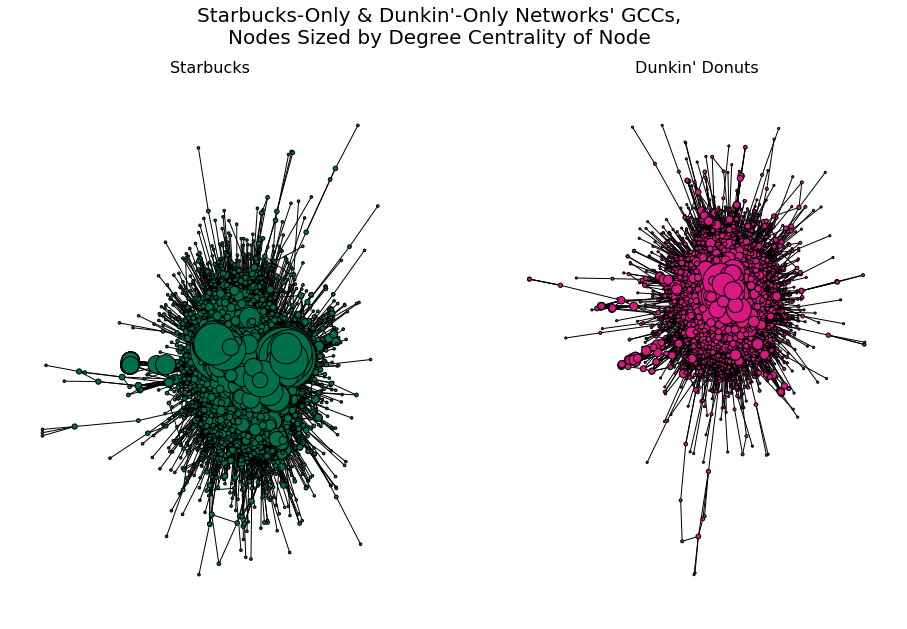 Starbucks-Only & Dunkin'-Only Networks' GCCs,
Nodes Sized by Degree Centrality of Node
Starbucks
Dunkin' Donuts